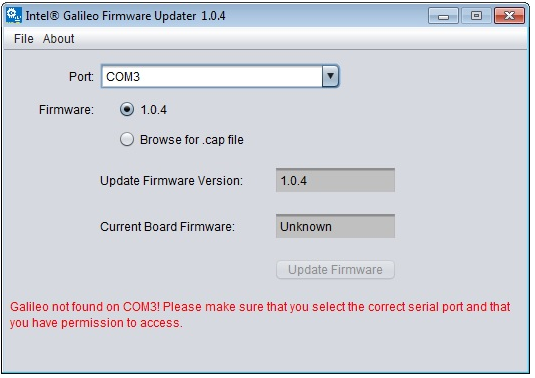 Intel® Galileo Firmware Updater 1.0.4
File About
Port: COM3
Firmware: 1.0.4
Browse for .cap file
Update Firmware Version: 1.0.4
Current Board Firmware: Unknown
Update Firmware
Galileo not found on COM3! Please make sure that you select the correct serial port and that
you have permission to access.